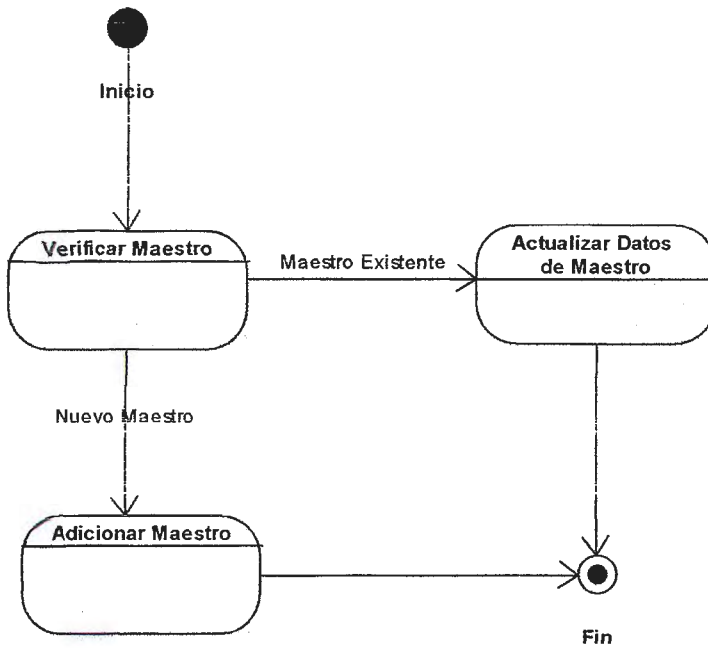 Inicio
Verificar Maestro
Maestro Existente
Actualizar Datos
de Maestro
Nuevo Maestro
Adicionar Maestro
Fin